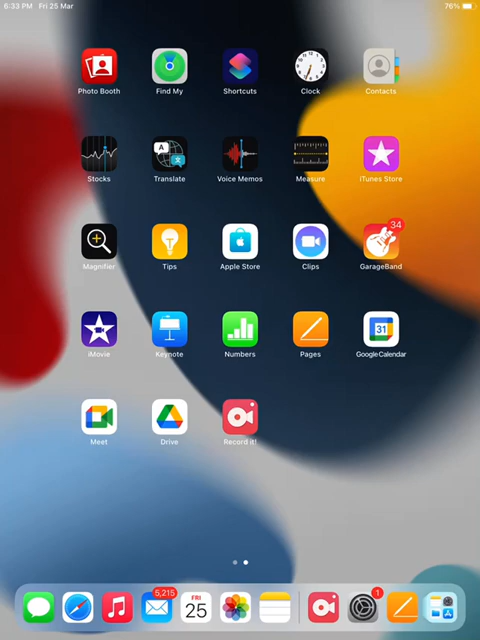 6:33 PM Fri 25 Mar 76%
Photo Booth Find My Shortcuts Clock Contacts
Stocks Translate Voice Memos Measure iTunes Store
34
Magnifier Tips Apple Store Clips GarageBand
31
iMovie Keynote Numbers Pages Google Calendar
Meet Drive Record it!
5,215 FRI 1
25